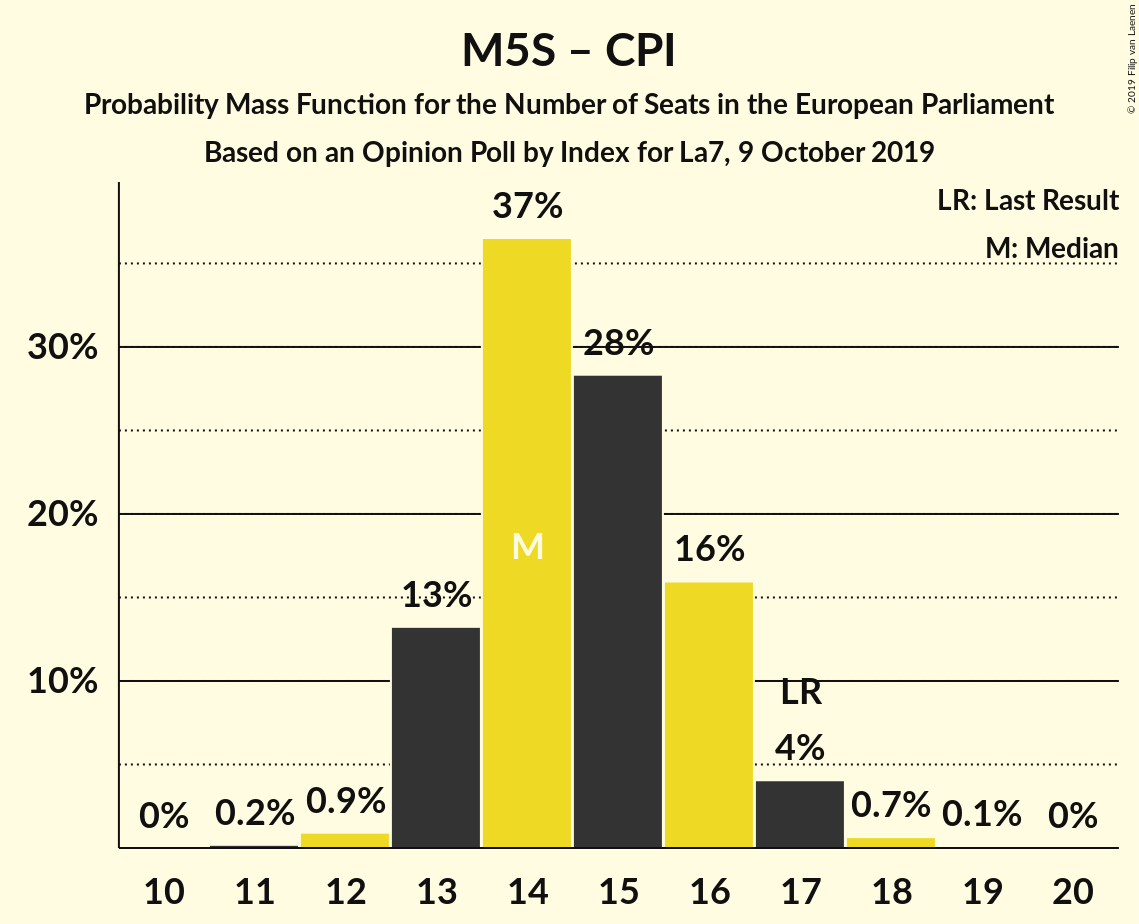 M5S – CPI
Probability Mass Function for the Number of Seats in the European Parliament
Based on an Opinion Poll by Index for La7, 9 October 2019
© 2019 Filip van Laenen
LR: Last Result
M: Median
37%
30%
28%
20%
M
16%
13%
10%
LR
4%
0%
0.2%
0.9%
0.7%
0.1%
0%
10 11 12 13 14 15 16 17 18 19 20